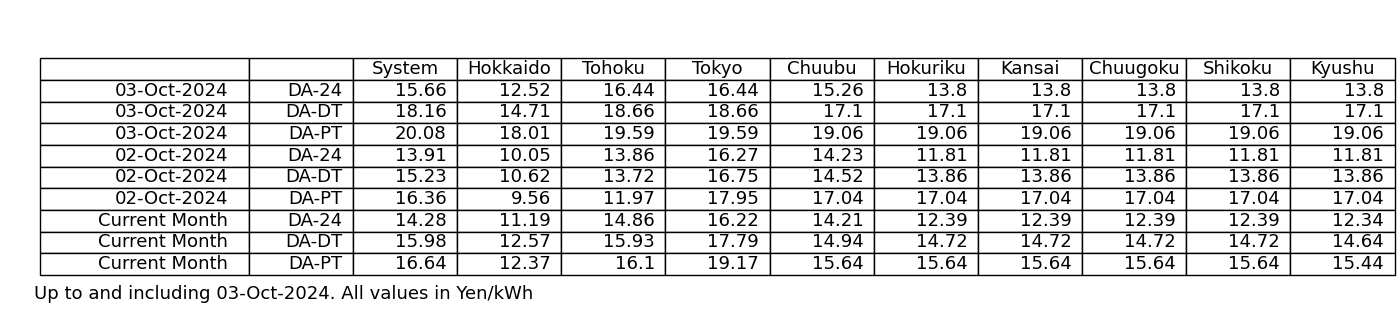 System Hokkaido Tohoku Tokyo Chuubu Hokuriku Kansai Chuugoku Shikoku Kyushu
03-Oct-2024 DA-24 15.66 12.52 16.44 16.44 15.26 13.8 13.8 13.8 13.8 13.8
03-Oct-2024 DA-DT 18.16 14.71 18.66 18.66 17.1 17.1 17.1 17.1 17.1 17.1
03-Oct-2024 DA-PT 20.08 18.01 19.59 19.59 19.06 19.06 19.06 19.06 19.06 19.06
02-Oct-2024 DA-24 13.91 10.05 13.86 16.27 14.23 11.81 11.81 11.81 11.81 11.81
02-Oct-2024 DA-DT 15.23 10.62 13.72 16.75 14.52 13.86 13.86 13.86 13.86 13.86
02-Oct-2024 DA-PT 16.36 9.56 11.97 17.95 17.04 17.04 17.04 17.04 17.04 17.04
Current Month DA-24 14.28 11.19 14.86 16.22 14.21 12.39 12.39 12.39 12.39 12.34
Current Month DA-DT 15.98 12.57 15.93 17.79 14.94 14.72 14.72 14.72 14.72 14.64
Current Month DA-PT 16.64 12.37 16.1 19.17 15.64 15.64 15.64 15.64 15.64 15.44
Up to and including 03-Oct-2024. All values in Yen/kWh